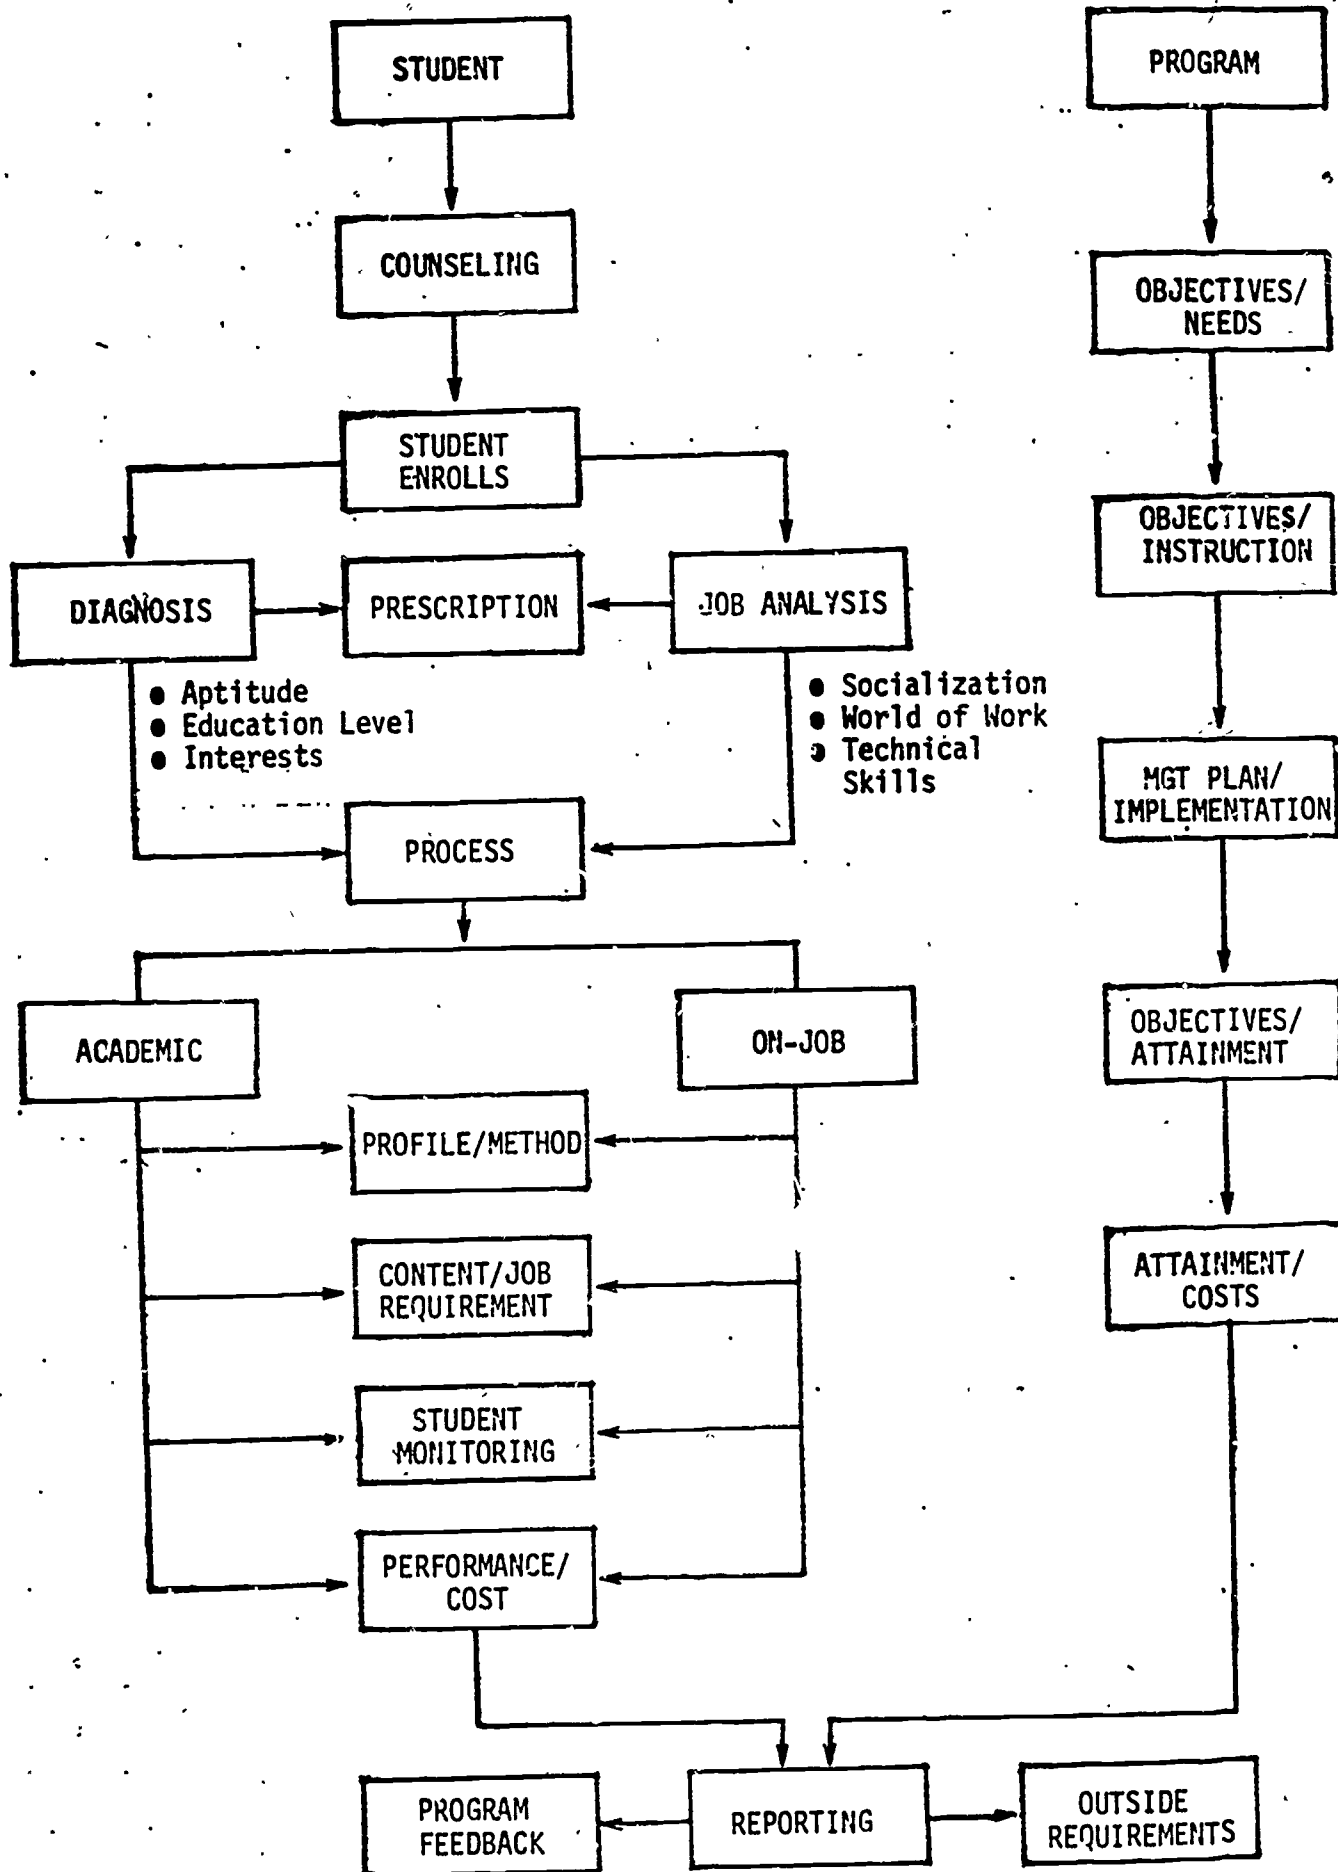 STUDENT
COUNSELING
STUDENT
ENROLLS
DIAGNOSIS
PRESCRIPTION
JOB ANALYSIS
● Aptitude
● Education Level
● Interests
● Socialization
● World of Work
● Technical
Skills
PROCESS
ACADEMIC
ON-JOB
PROFILE/METHOD
CONTENT/JOB
REQUIREMENT
STUDENT
MONITORING
PERFORMANCE/
COST
PROGRAM
OBJECTIVES/
NEEDS
OBJECTIVES/
INSTRUCTION
MGT PLAN/
IMPLEMENTATION
OBJECTIVES/
ATTAINMENT
ATTAINMENT/
COSTS
PROGRAM
FEEDBACK
REPORTING
OUTSIDE
REQUIREMENTS